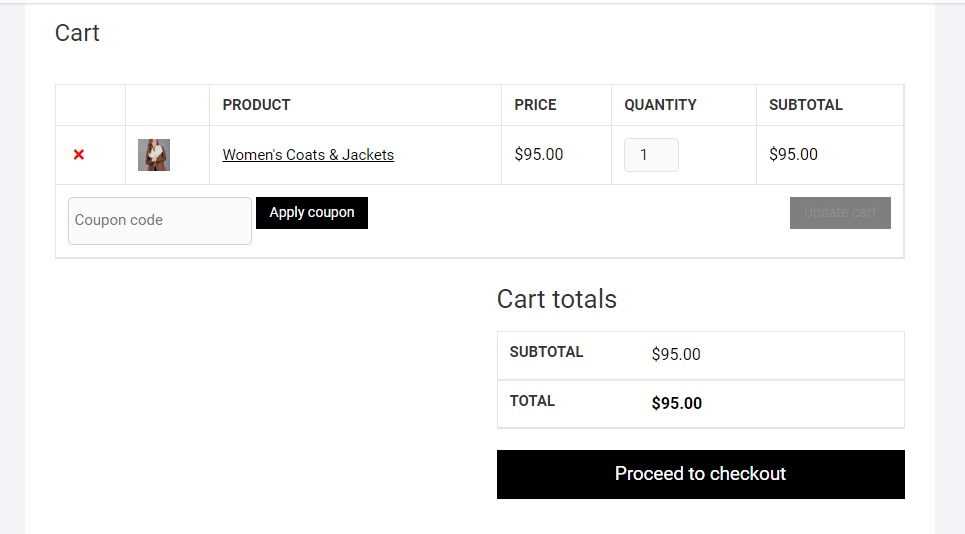 Cart
PRODUCT PRICE QUANTITY SUBTOTAL
× Women's Coats & Jackets $95.00 1 $95.00
Coupon code Apply coupon Update cart
Cart totals
SUBTOTAL $95.00
TOTAL $95.00
Proceed to checkout